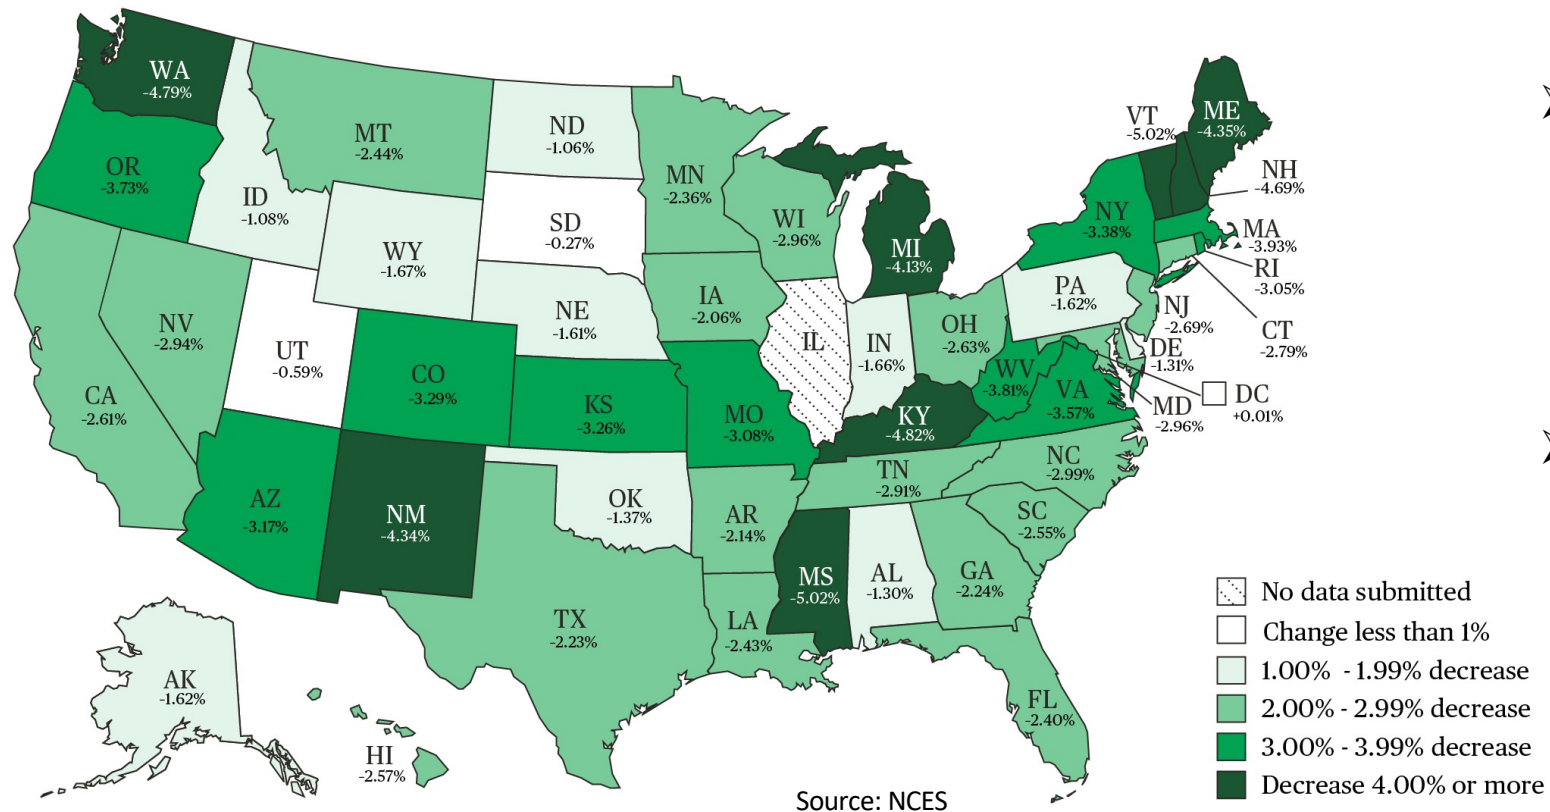 WA
-4.79%
OR
-3.73%
CA
-2.61%
NV
-2.94%
ID
-1.08%
MT
-2.44%
WY
-1.67%
UT
-0.59%
CO
-3.29%
AZ
-3.17%
NM
-4.34%
ND
-1.06%
SD
-0.27%
NE
-1.61%
KS
-3.26%
OK
-1.37%
TX
-2.23%
MN
-2.36%
IA
-2.06%
MO
-3.08%
AR
-2.14%
LA
-2.43%
WI
-2.96%
IL
MI
-4.13%
IN
-1.66%
OH
-2.63%
KY
-4.82%
TN
-2.91%
MS
-5.02%
AL
-1.30%
GA
-2.24%
FL
-2.40%
SC
-2.55%
NC
-2.99%
VA
-3.57%
WV
-3.81%
PA
-1.62%
NY
-3.38%
VT
-5.02%
ME
-4.35%
NH
-4.69%
MA
-3.93%
RI
-3.05%
CT
-2.79%
NJ
-2.69%
DE
-1.31%
DC
+0.01%
MD
-2.96%
AK
-1.62%
HI
-2.57%
No data submitted
Change less than 1%
1.00% - 1.99% decrease
2.00% - 2.99% decrease
3.00% - 3.99% decrease
Decrease 4.00% or more
Source: NCES